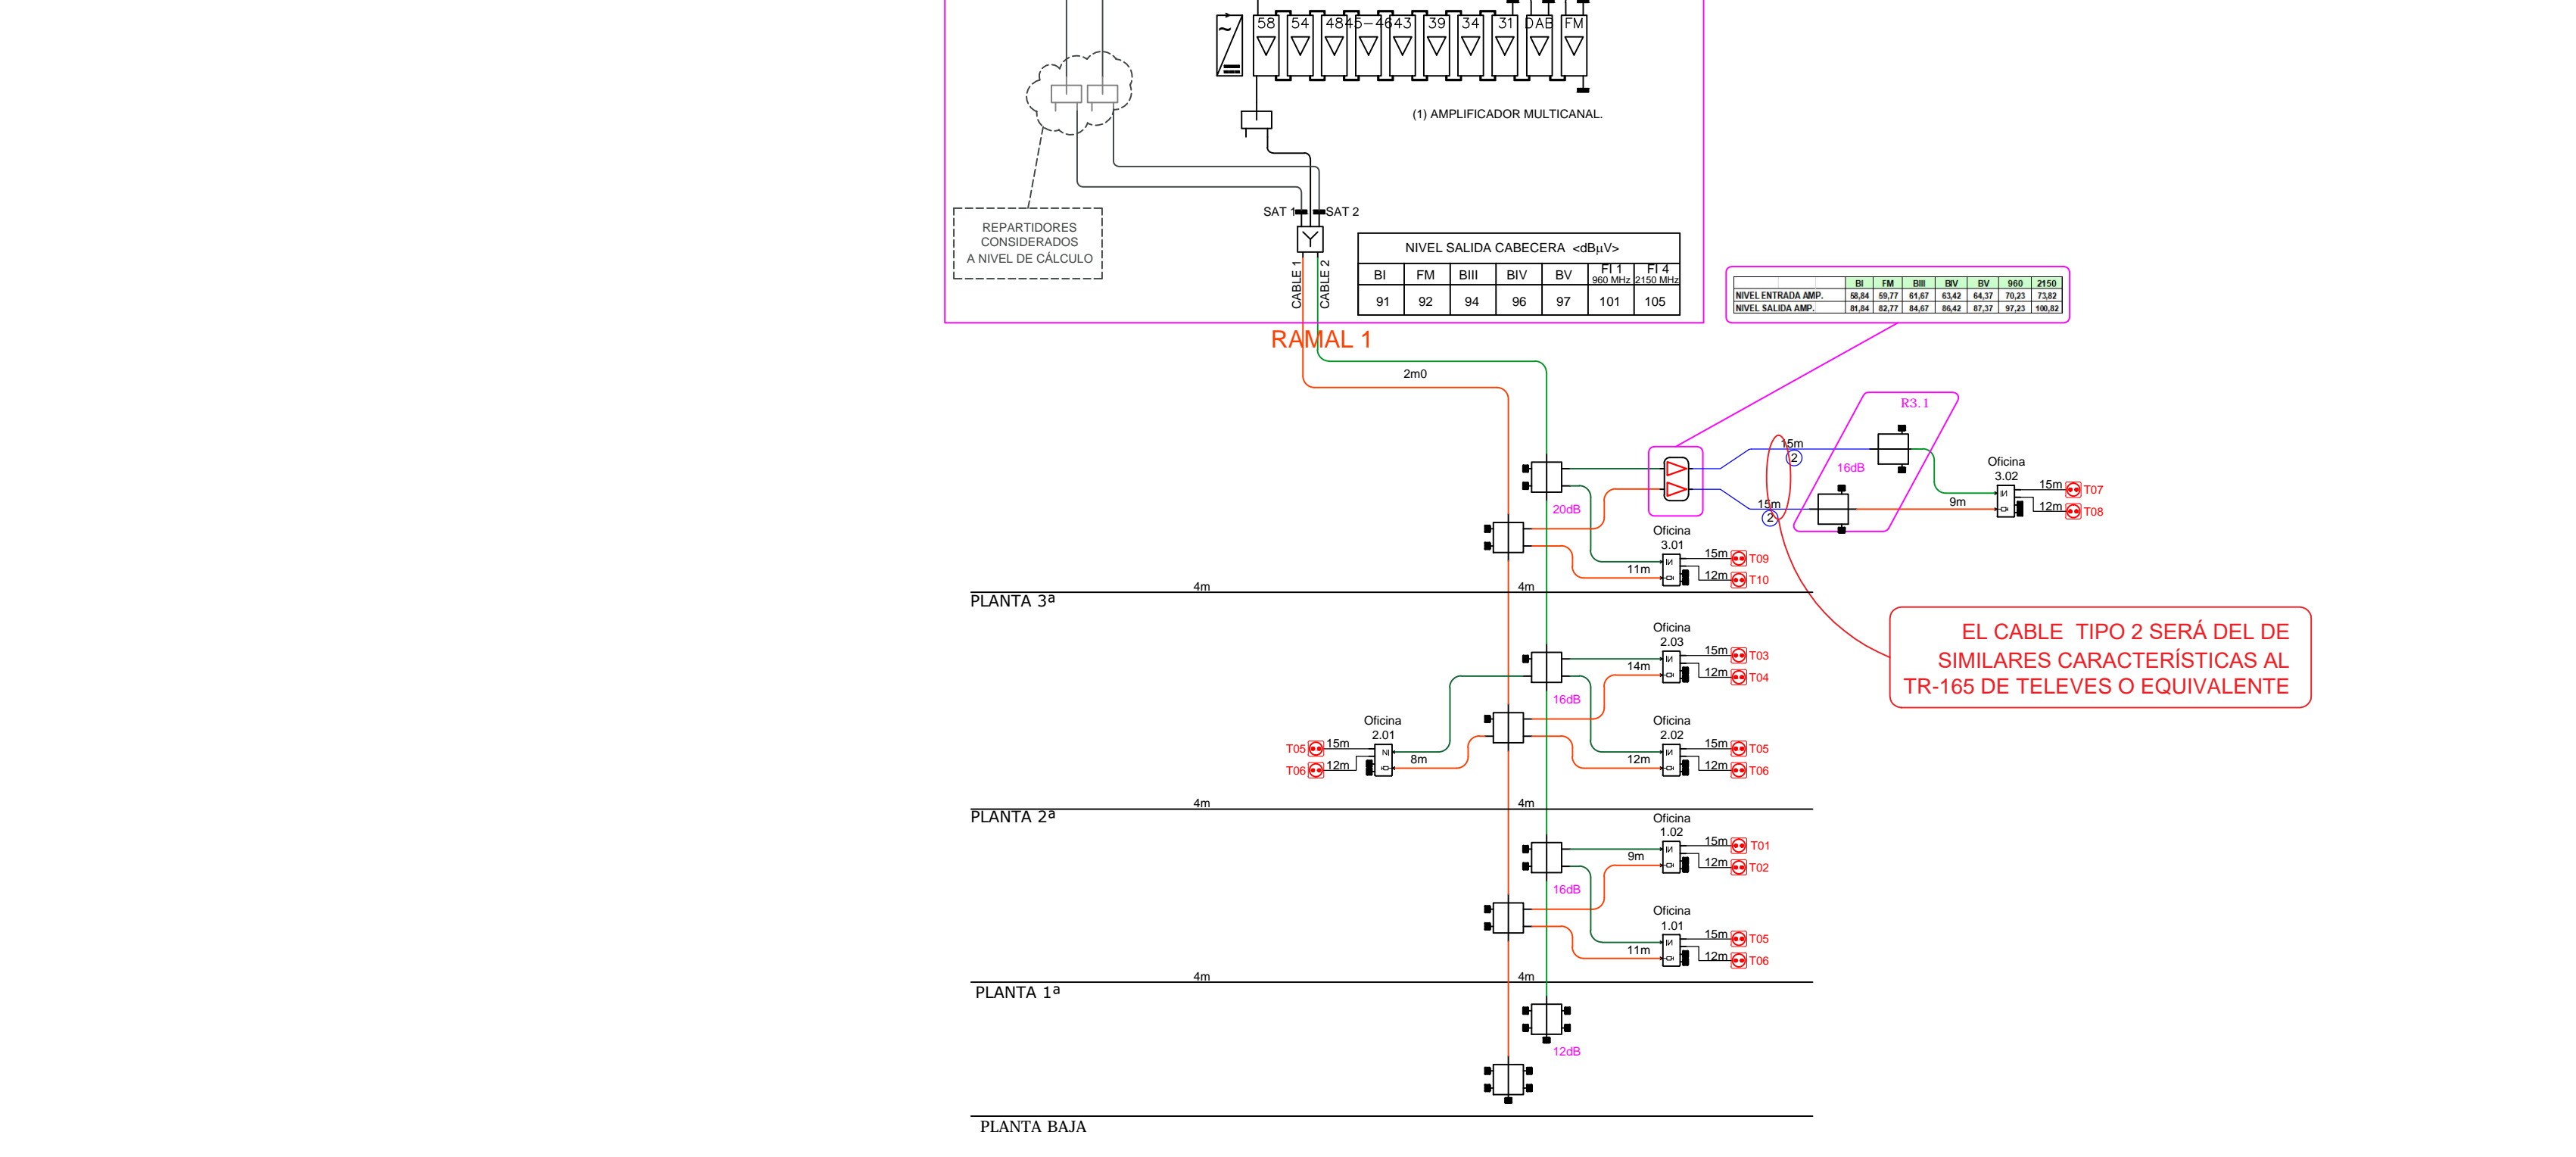 58 54 48 45-46 43 39 34 31 DAB FM
(1) AMPLIFICADOR MULTICANAL.
REPARTIDORES
CONSIDERADOS
A NIVEL DE CÁLCULO
SAT 1 SAT 2
CABLE 1
CABLE 2
NIVEL SALIDA CABECERA <dBµV>
BI FM BIII BIV BV FI 1 960 MHz FI 4 2150 MHz
91 92 94 96 97 101 105
BI FM BIII BIV BV 960 2150
NIVEL ENTRADA AMP. 58,84 59,77 61,67 63,42 64,37 70,23 73,82
NIVEL SALIDA AMP. 81,84 82,77 84,67 86,42 87,37 97,23 100,82
RAMAL 1
2m0
R3.1
15m
2
16dB
15m
2
Oficina
3.02
9m
15m T07
12m T08
20dB
Oficina
3.01
11m
15m T09
12m T10
4m 4m
PLANTA 3ª
EL CABLE TIPO 2 SERÁ DEL DE
SIMILARES CARACTERÍSTICAS AL
TR-165 DE TELEVES O EQUIVALENTE
Oficina
2.03
14m
15m T03
12m T04
16dB
Oficina
2.01
T05 15m
T06 12m
8m
Oficina
2.02
12m
15m T05
12m T06
4m 4m
PLANTA 2ª
Oficina
1.02
9m
15m T01
12m T02
16dB
Oficina
1.01
11m
15m T05
12m T06
4m 4m
PLANTA 1ª
12dB
PLANTA BAJA